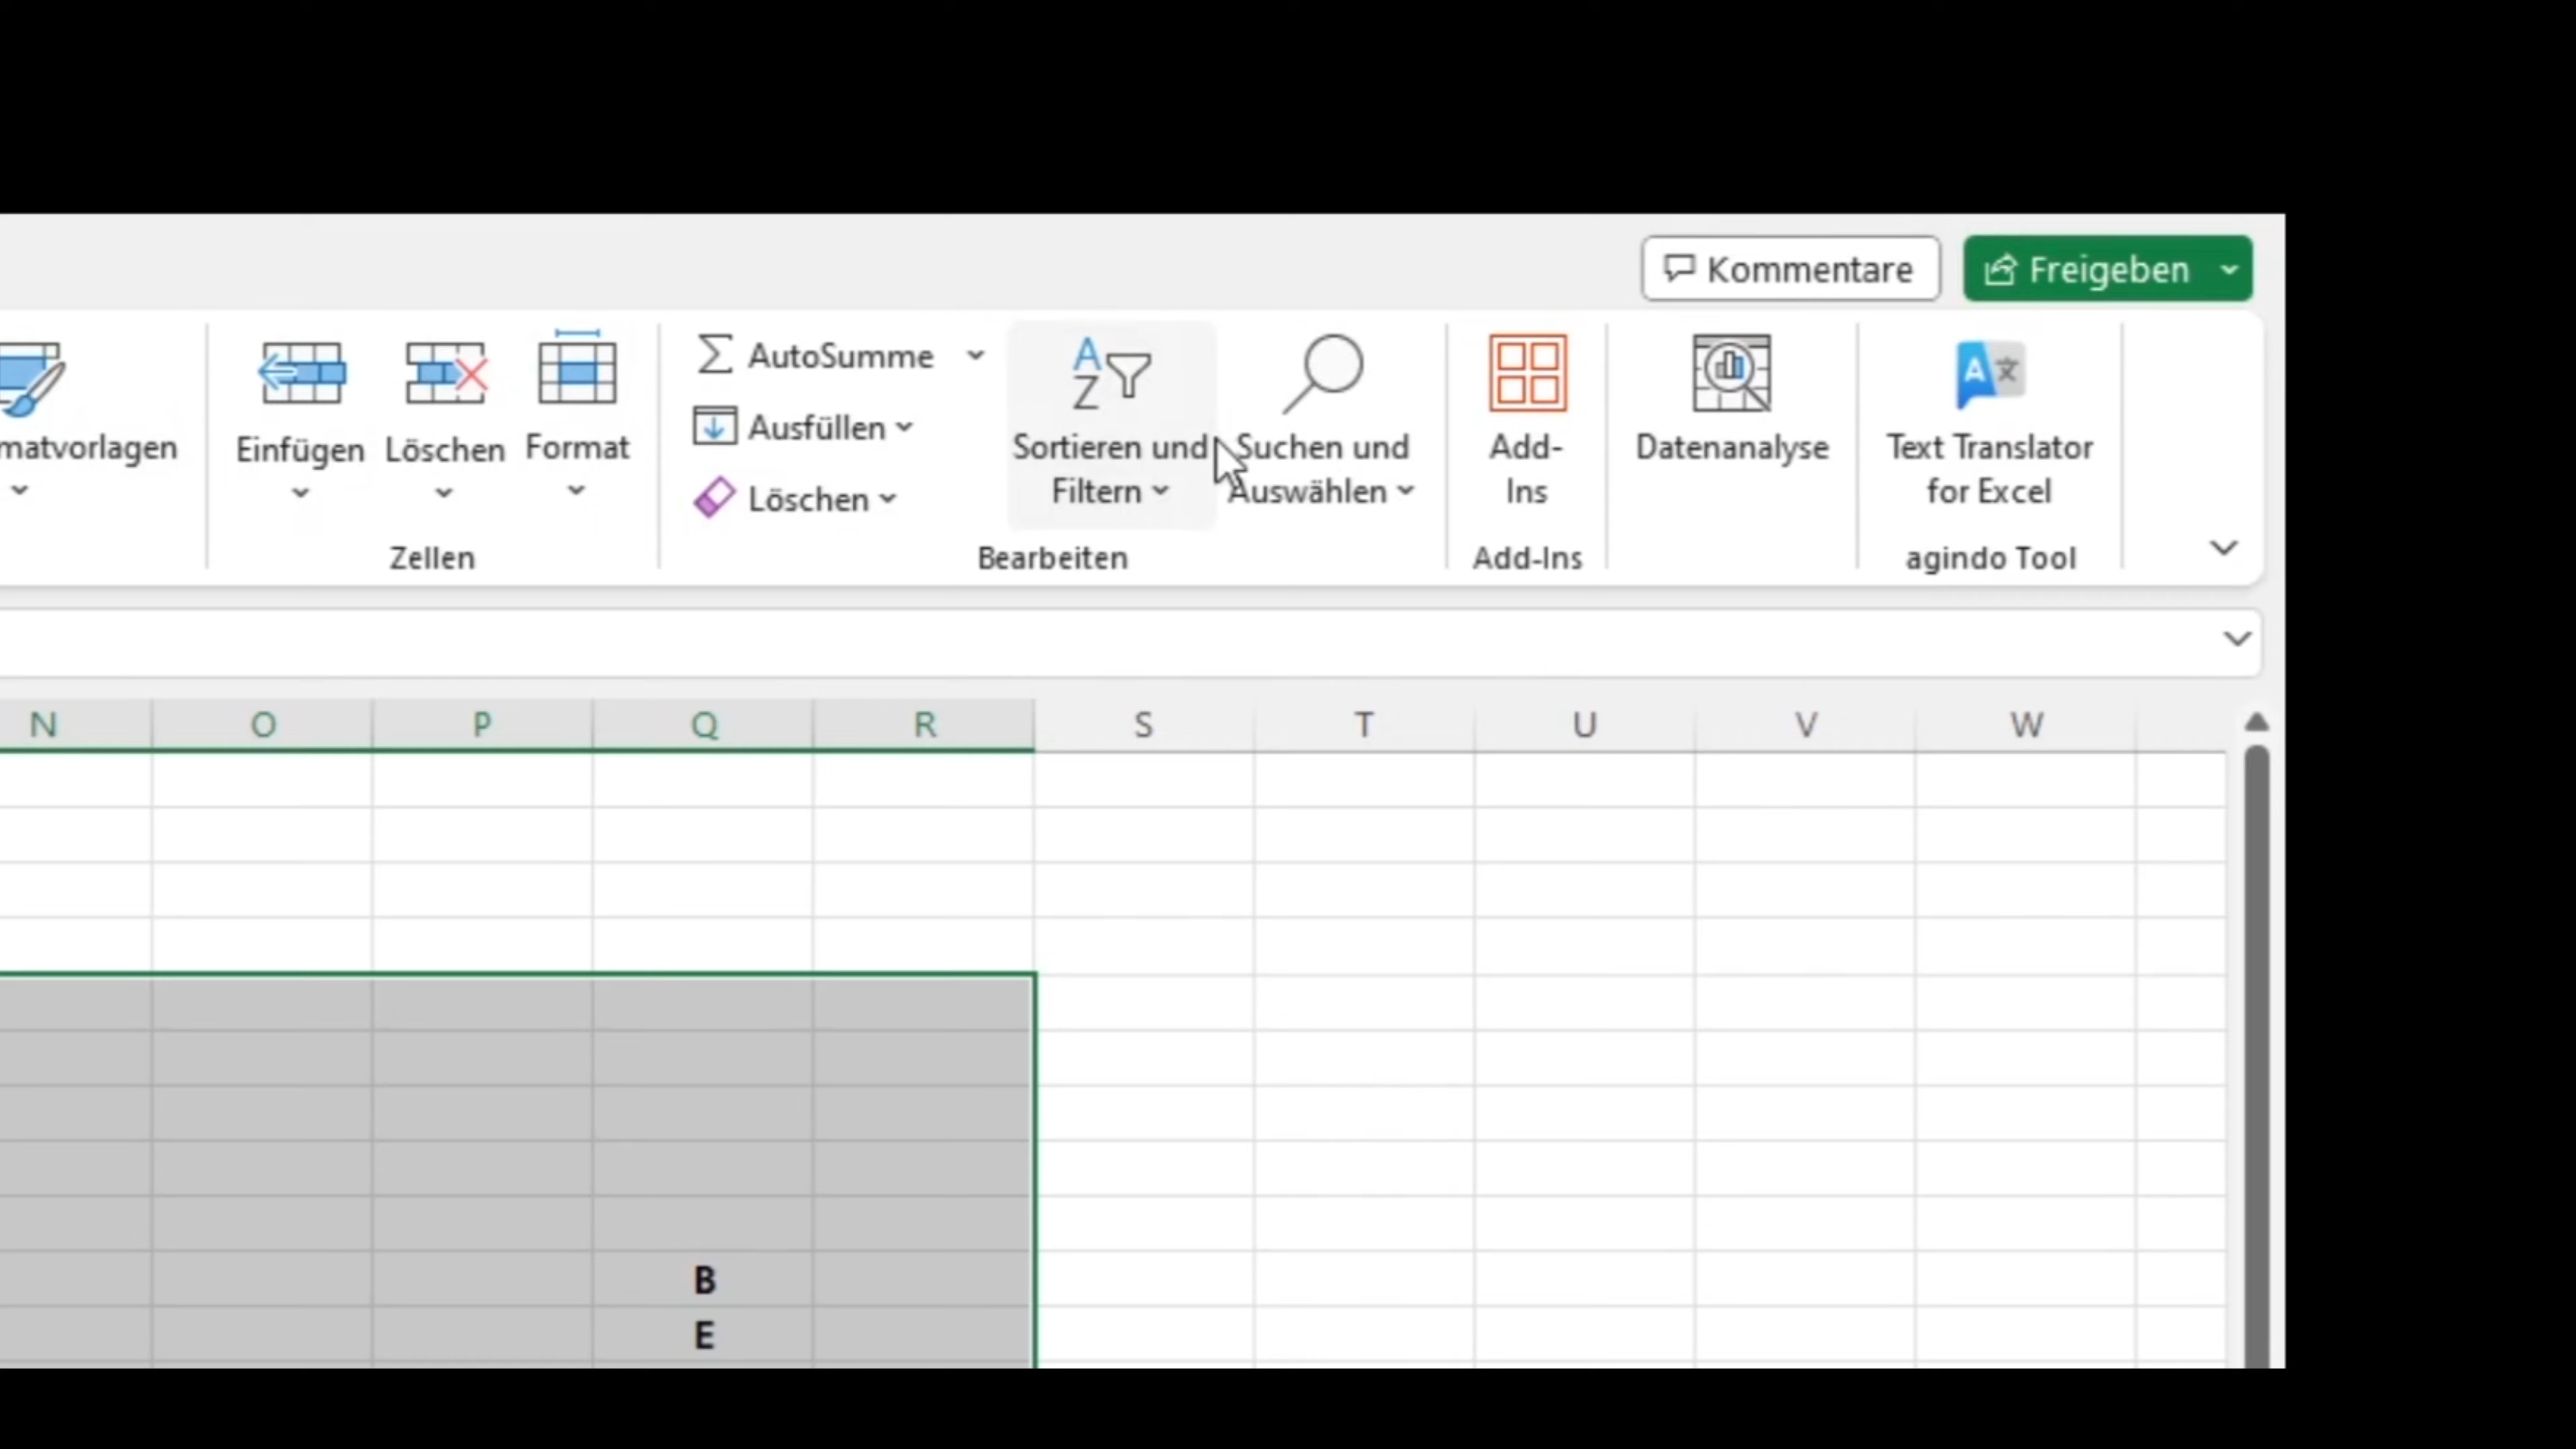 Kommentare
Freigeben
matvorlagen
Einfügen
Löschen
Format
Zellen
AutoSumme
Ausfüllen
Löschen
Sortieren und
Filtern
Suchen und
Auswählen
Bearbeiten
Add-
Ins
Add-Ins
Datenanalyse
Text Translator
for Excel
agindo Tool
N O P Q R S T U V W
B
E